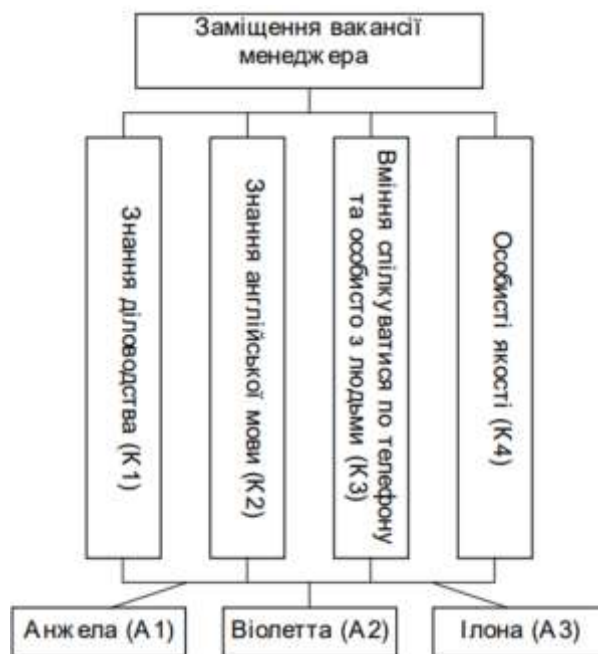 Заміщення вакансії
менеджера
Знання діловодства (К1)
Знання англійської мови (К2)
Вміння спілкуватися по телефону
та особисто з людьми (К3)
Особисті якості (К4)
Анжела (А1)
Віолетта (А2)
Ілона (А3)